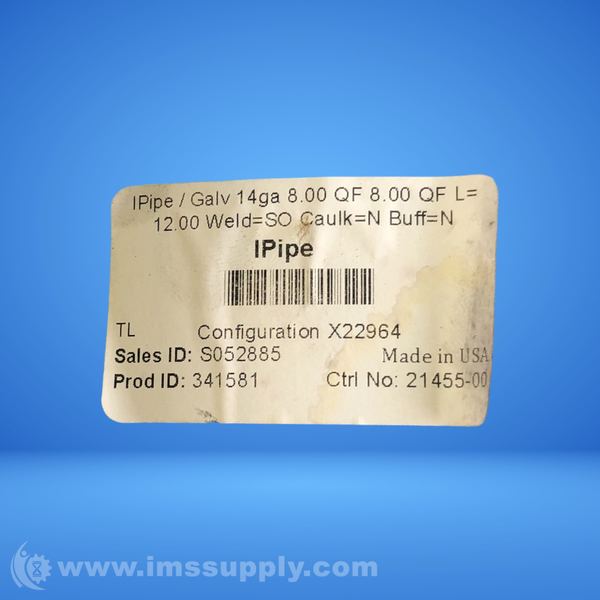 IPipe / Galv 14ga 8.00 QF 8.00 QF L=
12.00 Weld=SO Caulk=N Buff=N
IPipe
TL Configuration X22964
Sales ID: S052885 Made in USA
Prod ID: 341581 Ctrl No: 21455-00
www.imssupply.com